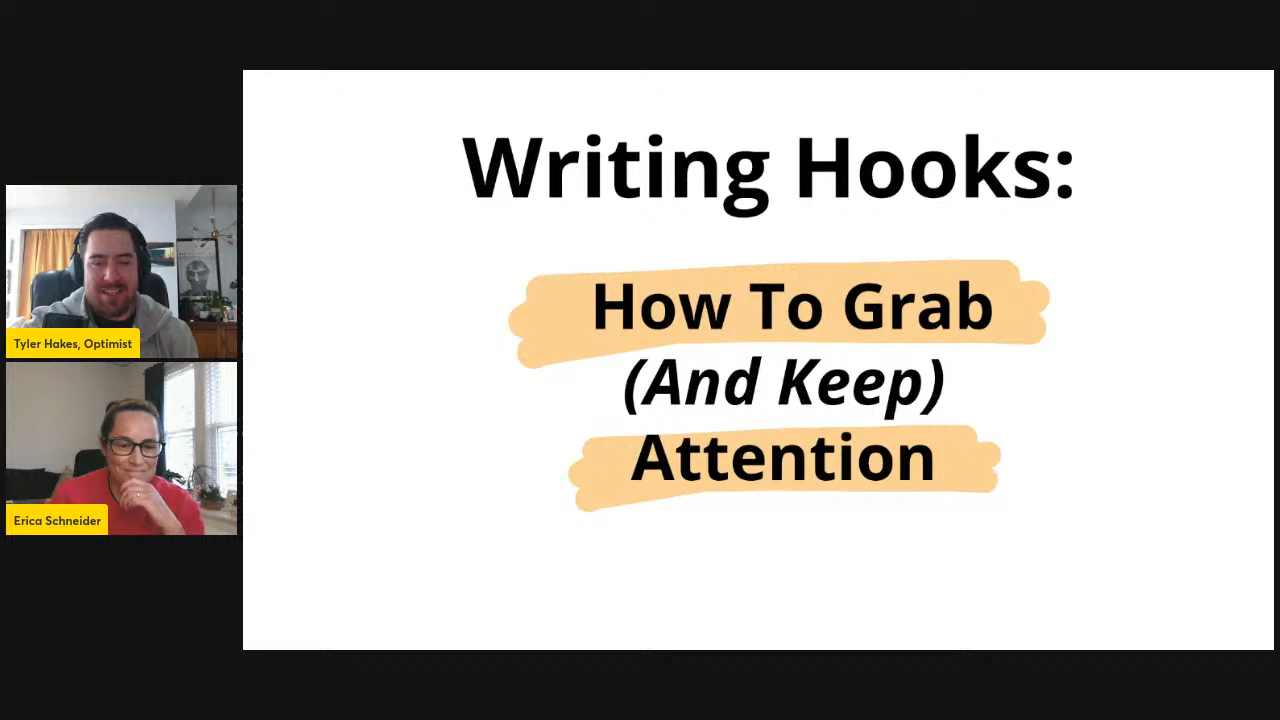 Writing Hooks:
How To Grab
(And Keep)
Attention
Tyler Hakes, Optimist
Erica Schneider